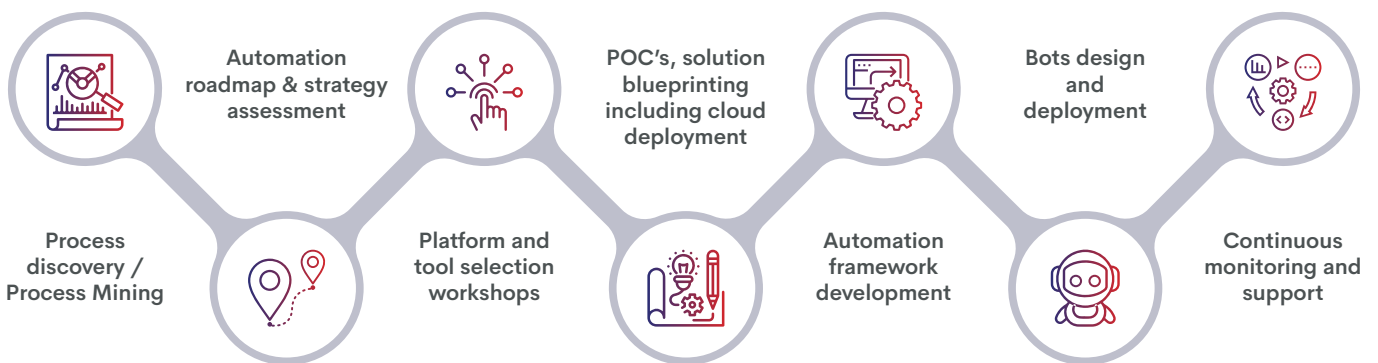 Process
discovery /
Process Mining
Automation
roadmap & strategy
assessment
Platform and
tool selection
workshops
POC's, solution
blueprinting
including cloud
deployment
Automation
framework
development
Bots design
and
deployment
Continuous
monitoring and
support